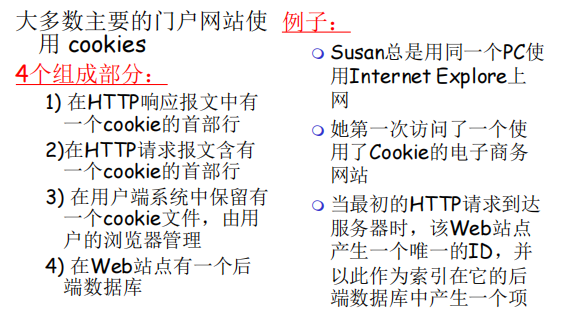 大多数主要的门户网站使
用 cookies
4个组成部分：
1) 在HTTP响应报文中有
一个cookie的首部行
2)在HTTP请求报文含有
一个cookie的首部行
3) 在用户端系统中保留有
一个cookie文件，由用
户的浏览器管理
4) 在Web站点有一个后
端数据库
例子：
Susan总是用同一个PC使
用Internet Explore上
网
她第一次访问了一个使
用了Cookie的电子商务
网站
当最初的HTTP请求到达
服务器时，该Web站点
产生一个唯一的ID，并
以此作为索引在它的后
端数据库中产生一个项